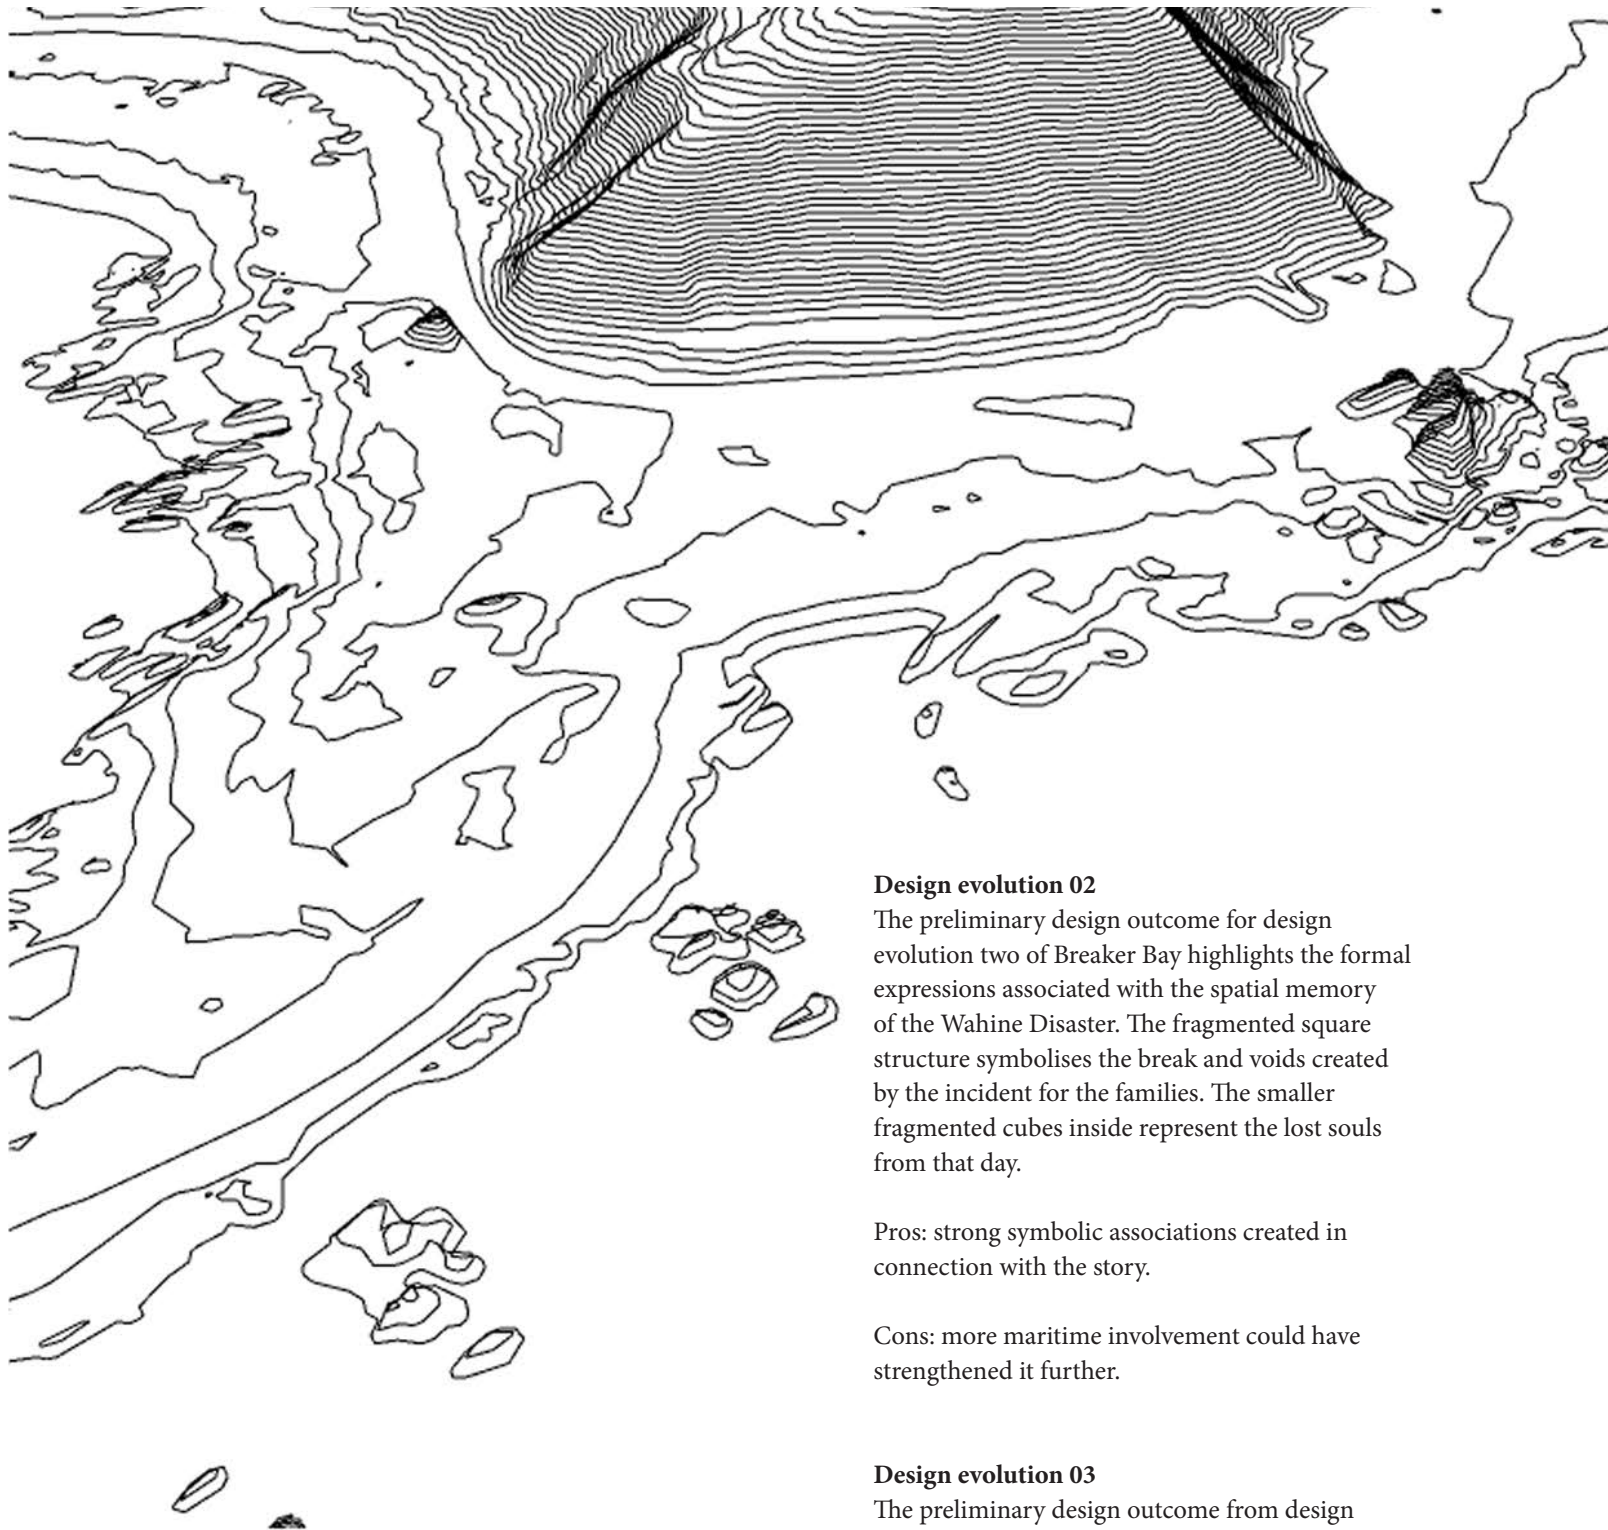 Design evolution 02
The preliminary design outcome for design
evolution two of Breaker Bay highlights the formal
expressions associated with the spatial memory
of the Wahine Disaster. The fragmented square
structure symbolises the break and voids created
by the incident for the families. The smaller
fragmented cubes inside represent the lost souls
from that day.
Pros: strong symbolic associations created in
connection with the story.
Cons: more maritime involvement could have
strengthened it further.
Design evolution 03
The preliminary design outcome from design